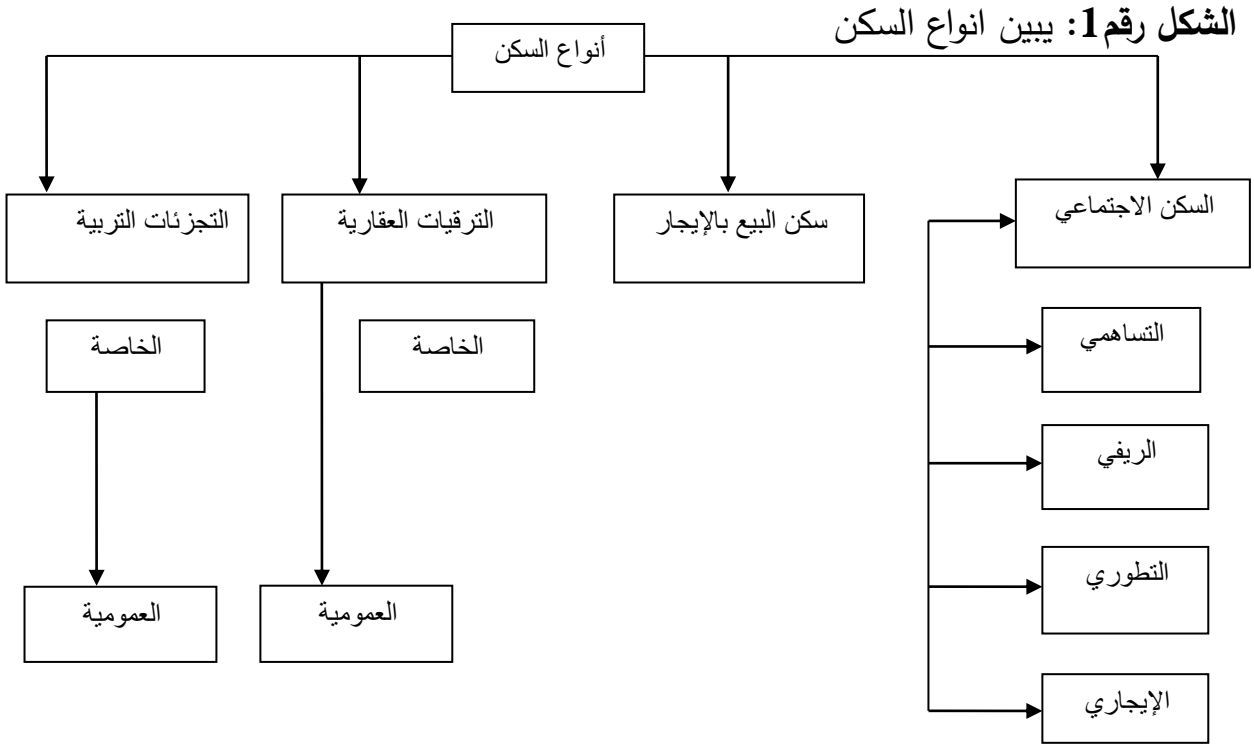 الشكل رقم1: يبين انواع السكن
أنواع السكن
السكن الاجتماعي
سكن البيع بالإيجار
الترقيات العقارية
التجزئات التربية
التساهمي
الخاصة
الخاصة
الريفي
التطوري
العمومية
العمومية
الإيجاري